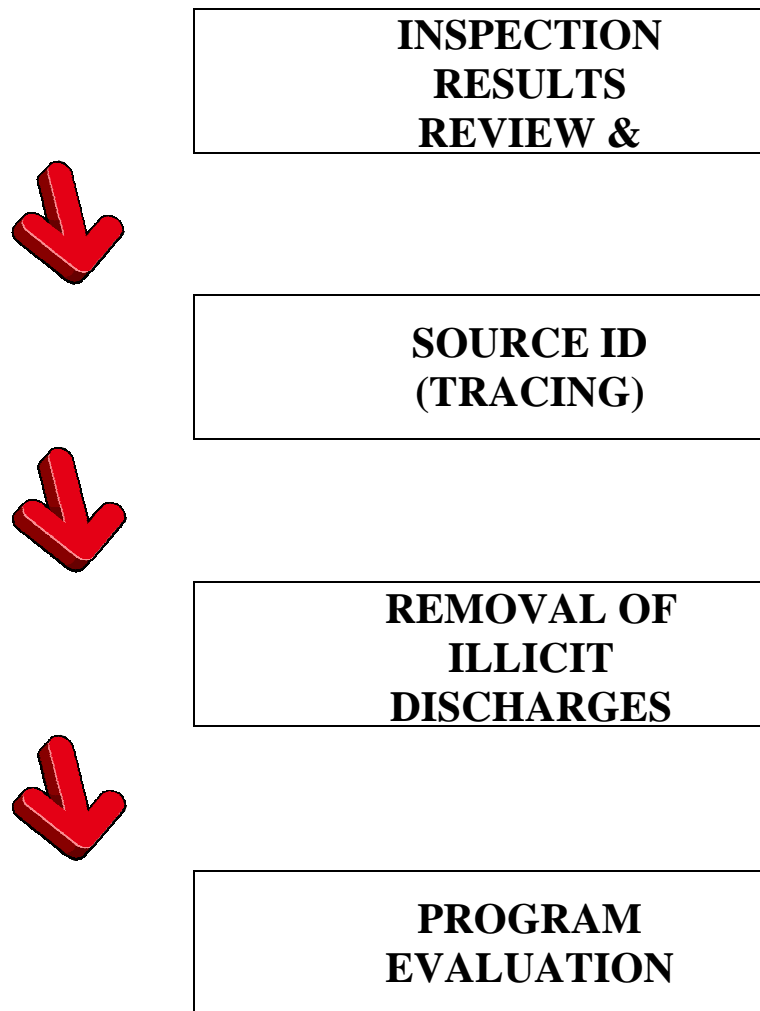 INSPECTION
RESULTS
REVIEW &
SOURCE ID
(TRACING)
REMOVAL OF
ILLICIT
DISCHARGES
PROGRAM
EVALUATION